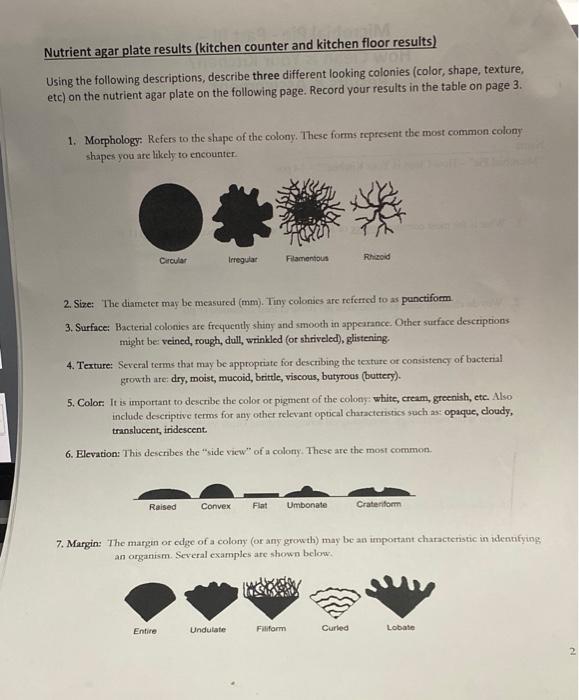 Nutrient agar plate results (kitchen counter and kitchen floor results)
Using the following descriptions, describe three different looking colonies (color, shape, texture,
etc) on the nutrient agar plate on the following page. Record your results in the table on page 3.
1. Morphology: Refers to the shape of the colony. These forms represent the most common colony
shapes you are likely to encounter.
Circular Irregular Filamentous Rhizoid
2. Size: The diameter may be measured (mm). Tiny colonies are referred to as punctiform.
3. Surface: Bacterial colonies are frequently shiny and smooth in appearance. Other surface descriptions
might be: veined, rough, dull, wrinkled (or shriveled), glistening.
4. Texture: Several terms that may be appropriate for describing the texture or consistency of bacterial
growth are: dry, moist, mucoid, brittle, viscous, butyrous (buttery).
5. Color: It is important to describe the color or pigment of the colony: white, cream, greenish, etc. Also
include descriptive terms for any other relevant optical characteristics such as: opaque, cloudy,
translucent, iridescent.
6. Elevation: This describes the "side view" of a colony. These are the most common.
Raised Convex Flat Umbonate Crateriform
7. Margin: The margin or edge of a colony (or any growth) may be an important characteristic in identifying
an organism. Several examples are shown below.
Entire Undulate Filiform Curled Lobate
2